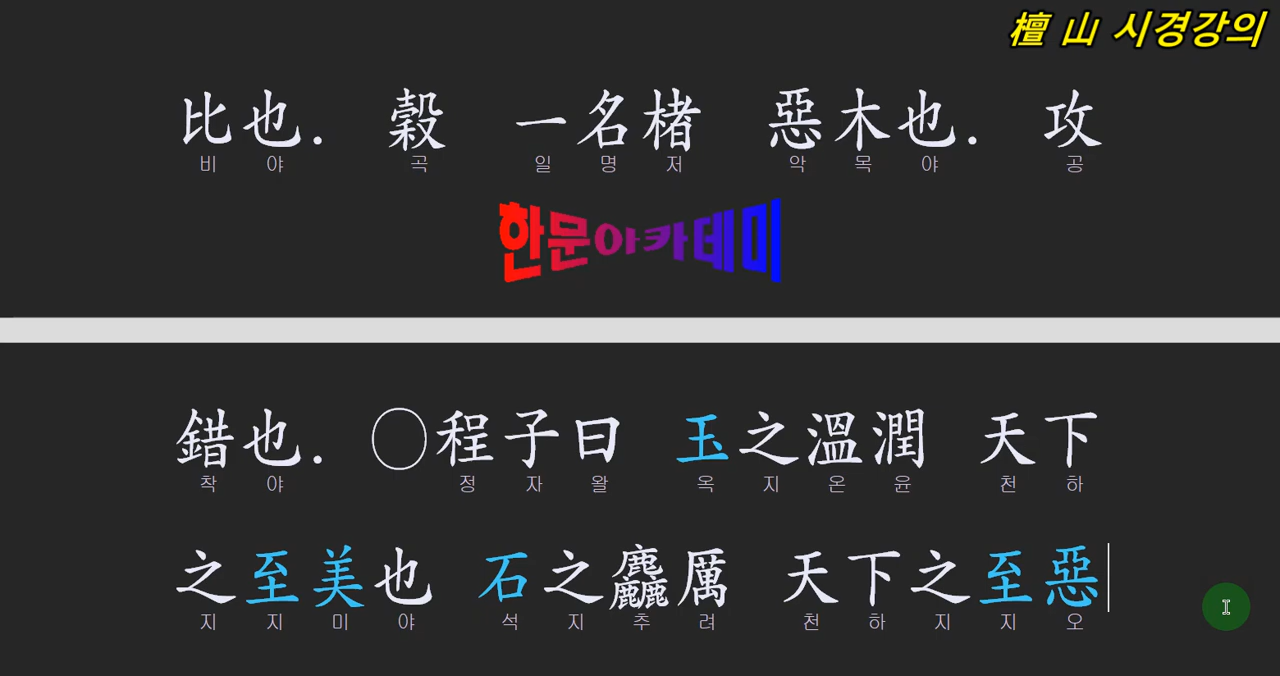 檀 山 시경강의
比也. 穀 一名楮 惡木也. 攻
비 야 곡 일 명 저 악 목 야 공
한문아카데미
錯也. ◯程子曰 玉之溫潤 天下
착 야 정 자 왈 옥 지 온 윤 천 하
之至美也 石之麤厲 天下之至惡
지 지 미 야 석 지 추 려 천 하 지 지 오